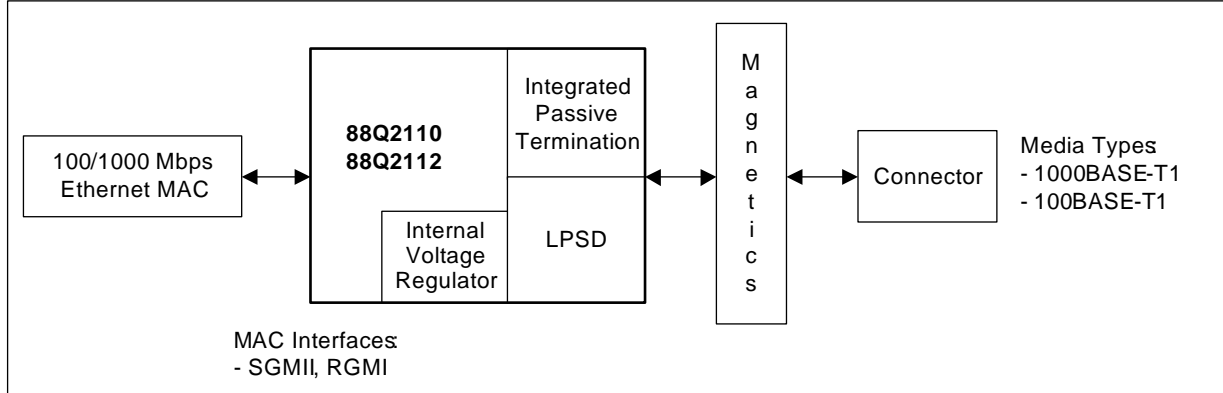 100/1000 Mbps
Ethernet MAC
88Q2110
88Q2112
Integrated
Passive
Termination
Internal
Voltage
Regulator
LPSD
MAC Interfaces:
- SGMII, RGMI
Magnetics
Connector
Media Types:
- 1000BASE-T1
- 100BASE-T1